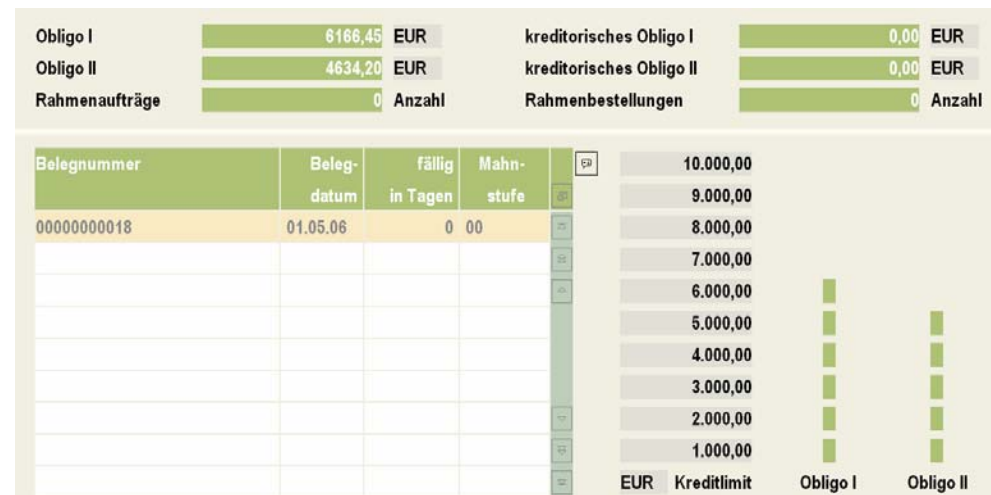 Obligo I 6166,45 EUR kreditorisches Obligo I 0,00 EUR
Obligo II 4634,20 EUR kreditorisches Obligo II 0,00 EUR
Rahmenaufträge 0 Anzahl Rahmenbestellungen 0 Anzahl
Belegnummer Beleg- fällig Mahn-
datum in Tagen stufe
00000000018 01.05.06 0 00
10.000,00
9.000,00
8.000,00
7.000,00
6.000,00
5.000,00
4.000,00
3.000,00
2.000,00
1.000,00
EUR Kreditlimit Obligo I Obligo II